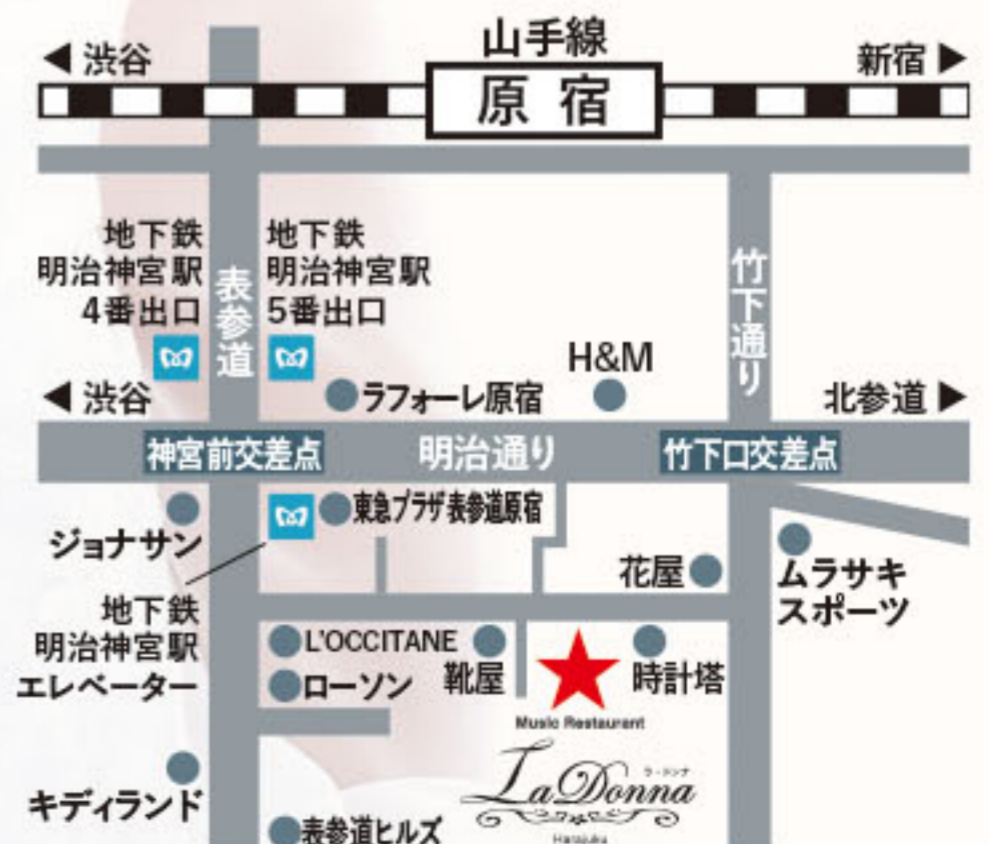 山手線
渋谷
新宿
原宿
地下鉄
明治神宮駅
4番出口
地下鉄
明治神宮駅
5番出口
表参道
竹下通り
H&M
渋谷
ラフォーレ原宿
北参道
神宮前交差点
明治通り
竹下口交差点
東急プラザ表参道原宿
ジョナサン
花屋
ムラサキ
スポーツ
地下鉄
明治神宮駅
エレベーター
L'OCCITANE
靴屋
時計塔
ローソン
Music Restaurant
ラ・ドンナ
LaDonna
Harajuku
キディランド
表参道ヒルズ